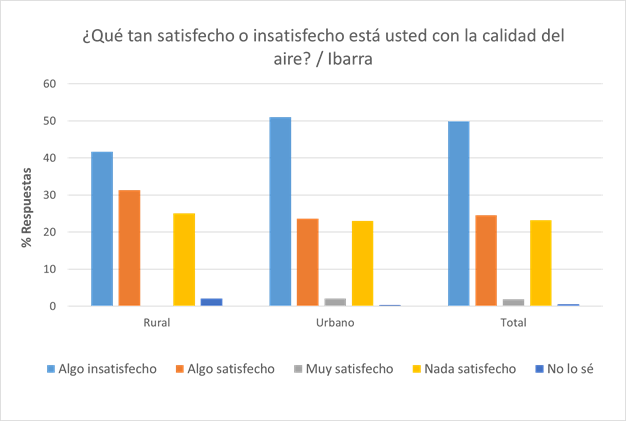 ¿Qué tan satisfecho o insatisfecho está usted con la calidad del
aire? / Ibarra
60
50
40
30
20
10
0
% Respuestas
Rural
Urbano
Total
Algo insatisfecho
Algo satisfecho
Muy satisfecho
Nada satisfecho
No lo sé